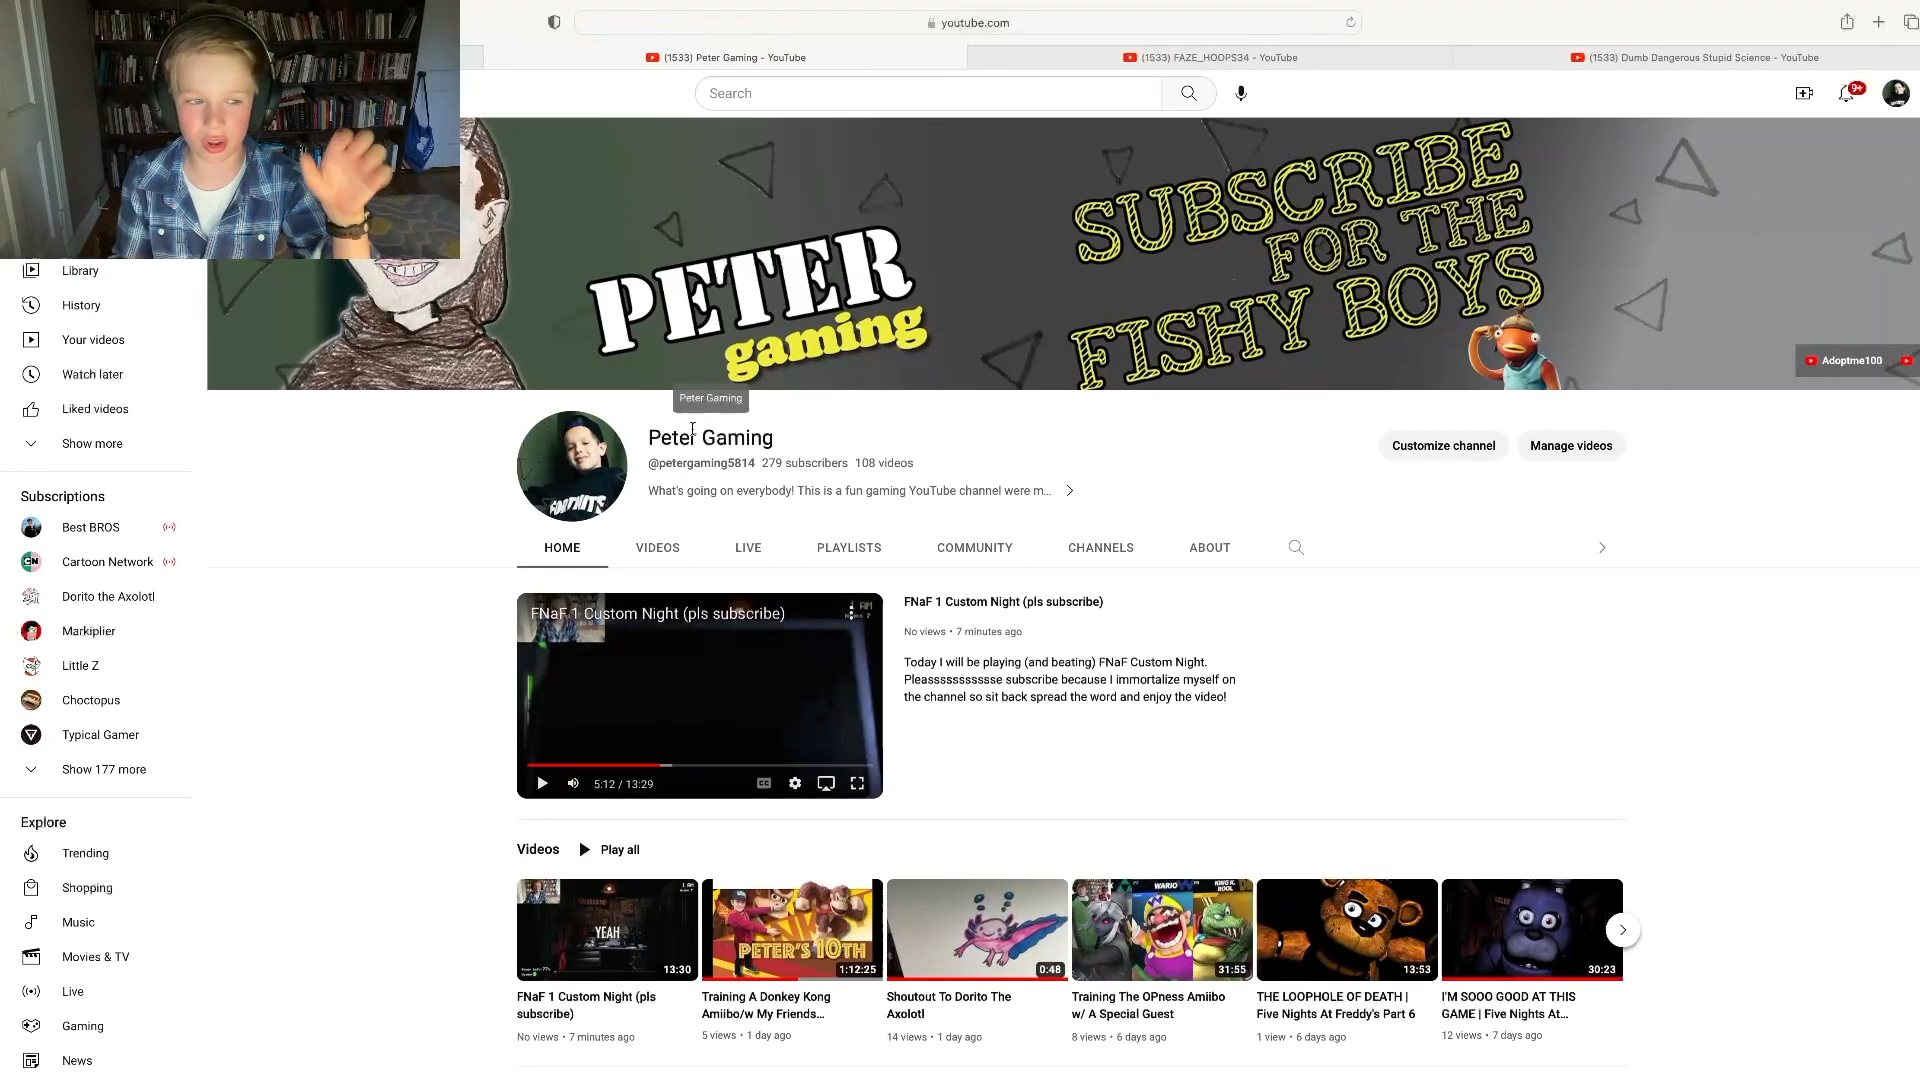 youtube.com
(1533) Peter Gaming - YouTube
(1533) FAZE_HOOPS34 - YouTube
(1533) Dumb Dangerous Stupid Science - YouTube
Search
9+
PETER
gaming
SUBSCRIBE
FOR THE
FISHY BOYS
Adoptme100
Library
History
Your videos
Watch later
Liked videos
Show more
Subscriptions
Best BROS
Cartoon Network
Dorito the Axolotl
Markiplier
Little Z
Choctopus
Typical Gamer
Show 177 more
Explore
Trending
Shopping
Music
Movies & TV
Live
Gaming
News
Peter Gaming
Peter Gaming
@petergaming5814 279 subscribers 108 videos
What's going on everybody! This is a fun gaming YouTube channel were m...
Customize channel
Manage videos
HOME VIDEOS LIVE PLAYLISTS COMMUNITY CHANNELS ABOUT
FNaF 1 Custom Night (pls subscribe)
5:12 / 13:29
FNaF 1 Custom Night (pls subscribe)
No views • 7 minutes ago
Today I will be playing (and beating) FNaF Custom Night.
Pleassssssssssse subscribe because I immortalize myself on
the channel so sit back spread the word and enjoy the video!
Videos
Play all
YEAH
13:30
FNaF 1 Custom Night (pls
subscribe)
No views • 7 minutes ago
PETER'S 10TH
1:12:25
Training A Donkey Kong
Amiibo/w My Friends...
5 views • 1 day ago
0:48
Shoutout To Dorito The
Axolotl
14 views • 1 day ago
WARIO
KING K. ROOL
31:55
Training The OPness Amiibo
w/ A Special Guest
8 views • 6 days ago
13:53
THE LOOPHOLE OF DEATH |
Five Nights At Freddy's Part 6
1 view • 6 days ago
30:23
I'M SOOO GOOD AT THIS
GAME | Five Nights At...
12 views • 7 days ago